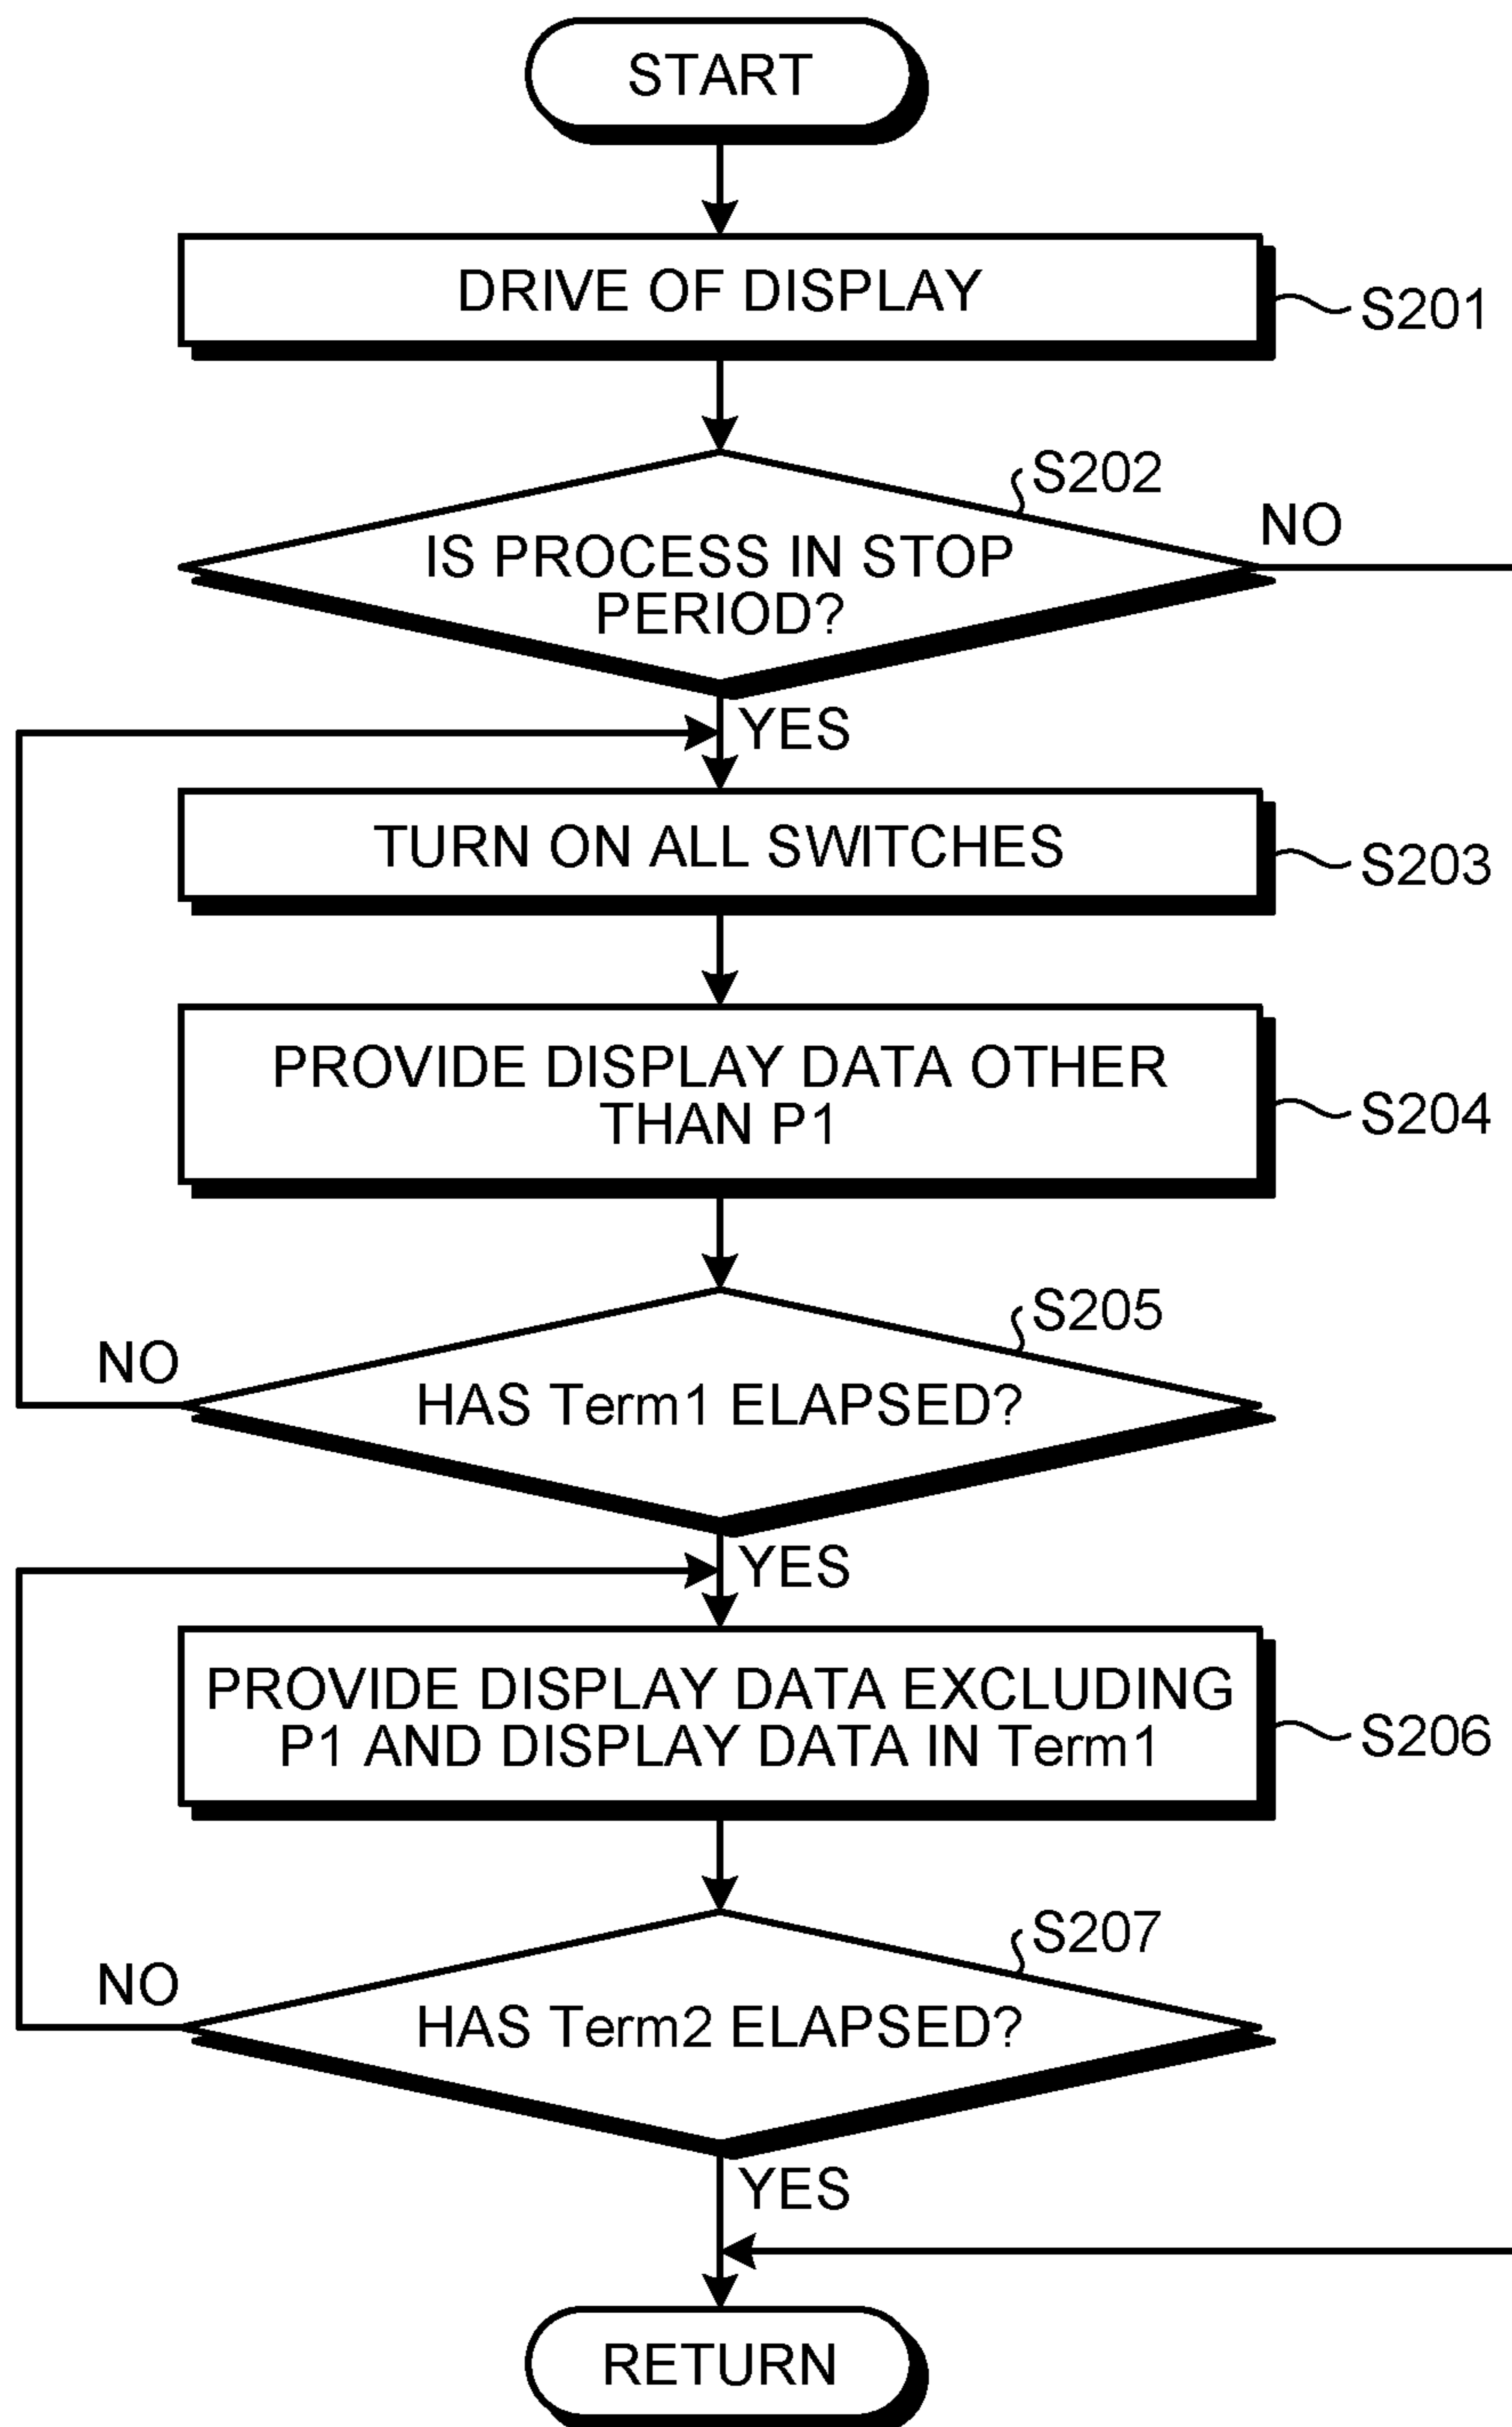 START
DRIVE OF DISPLAY
S201
S202
NO
IS PROCESS IN STOP
PERIOD?
YES
TURN ON ALL SWITCHES
S203
PROVIDE DISPLAY DATA OTHER
THAN P1
S204
S205
NO
HAS Term1 ELAPSED?
YES
PROVIDE DISPLAY DATA EXCLUDING
P1 AND DISPLAY DATA IN Term1
S206
S207
NO
HAS Term2 ELAPSED?
YES
RETURN